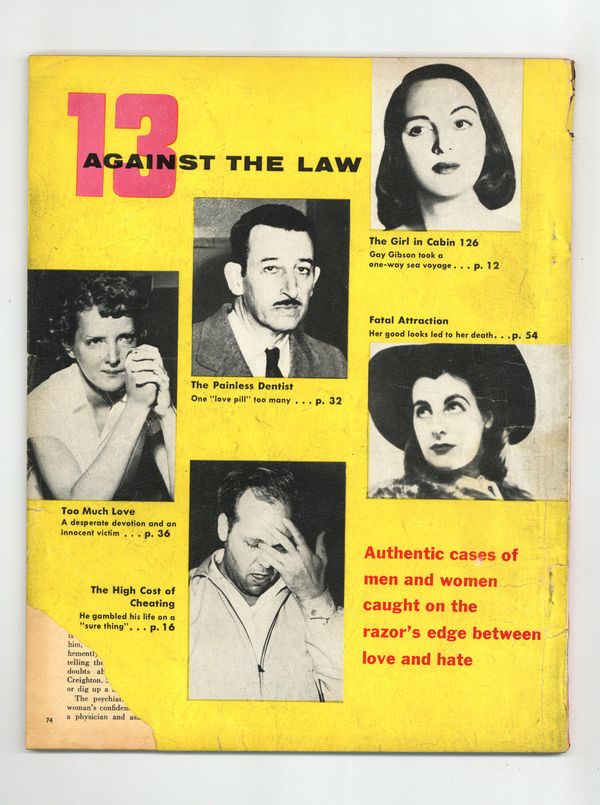 13
AGAINST THE LAW
The Girl in Cabin 126
Gay Gibson took a
one-way sea voyage . . . p. 12
Fatal Attraction
Her good looks led to her death. . . p. 54
The Painless Dentist
One "love pill" too many . . . p. 32
Too Much Love
A desperate devotion and an
innocent victim . . . p. 36
The High Cost of
Cheating
He gambled his life on a
"sure thing" . . . p. 16
Authentic cases of
men and women
caught on the
razor's edge between
love and hate
him,
telling the
doubts
Creighton.
or dig up a
The
woman's
a physician and
74